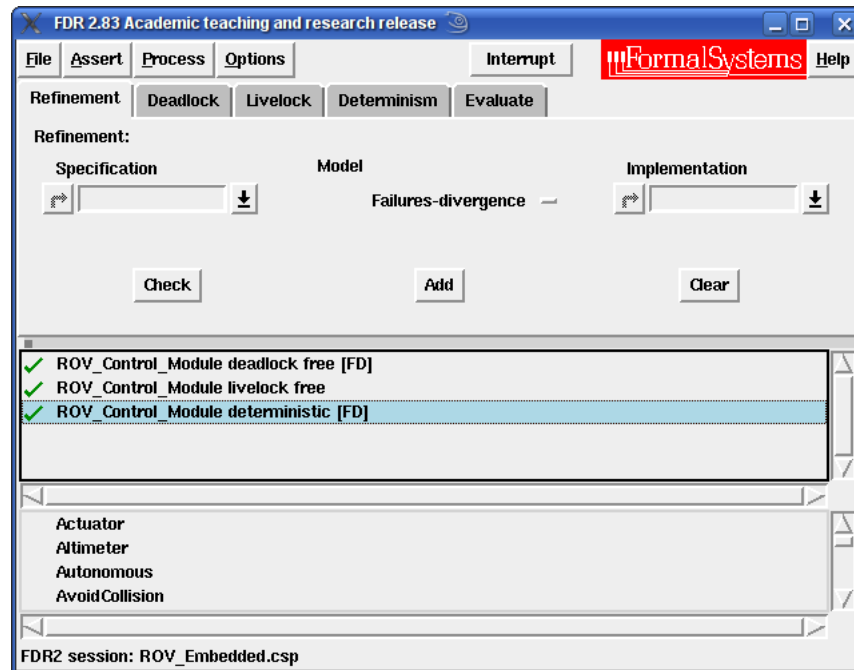 FDR 2.83 Academic teaching and research release
File Assert Process Options Interrupt FormalSystems Help
Refinement Deadlock Livelock Determinism Evaluate
Refinement:
Specification Model Implementation
Failures-divergence
Check Add Clear
ROV_Control_Module deadlock free [FD]
ROV_Control_Module livelock free
ROV_Control_Module deterministic [FD]
Actuator
Altimeter
Autonomous
AvoidCollision
FDR2 session: ROV_Embedded.csp